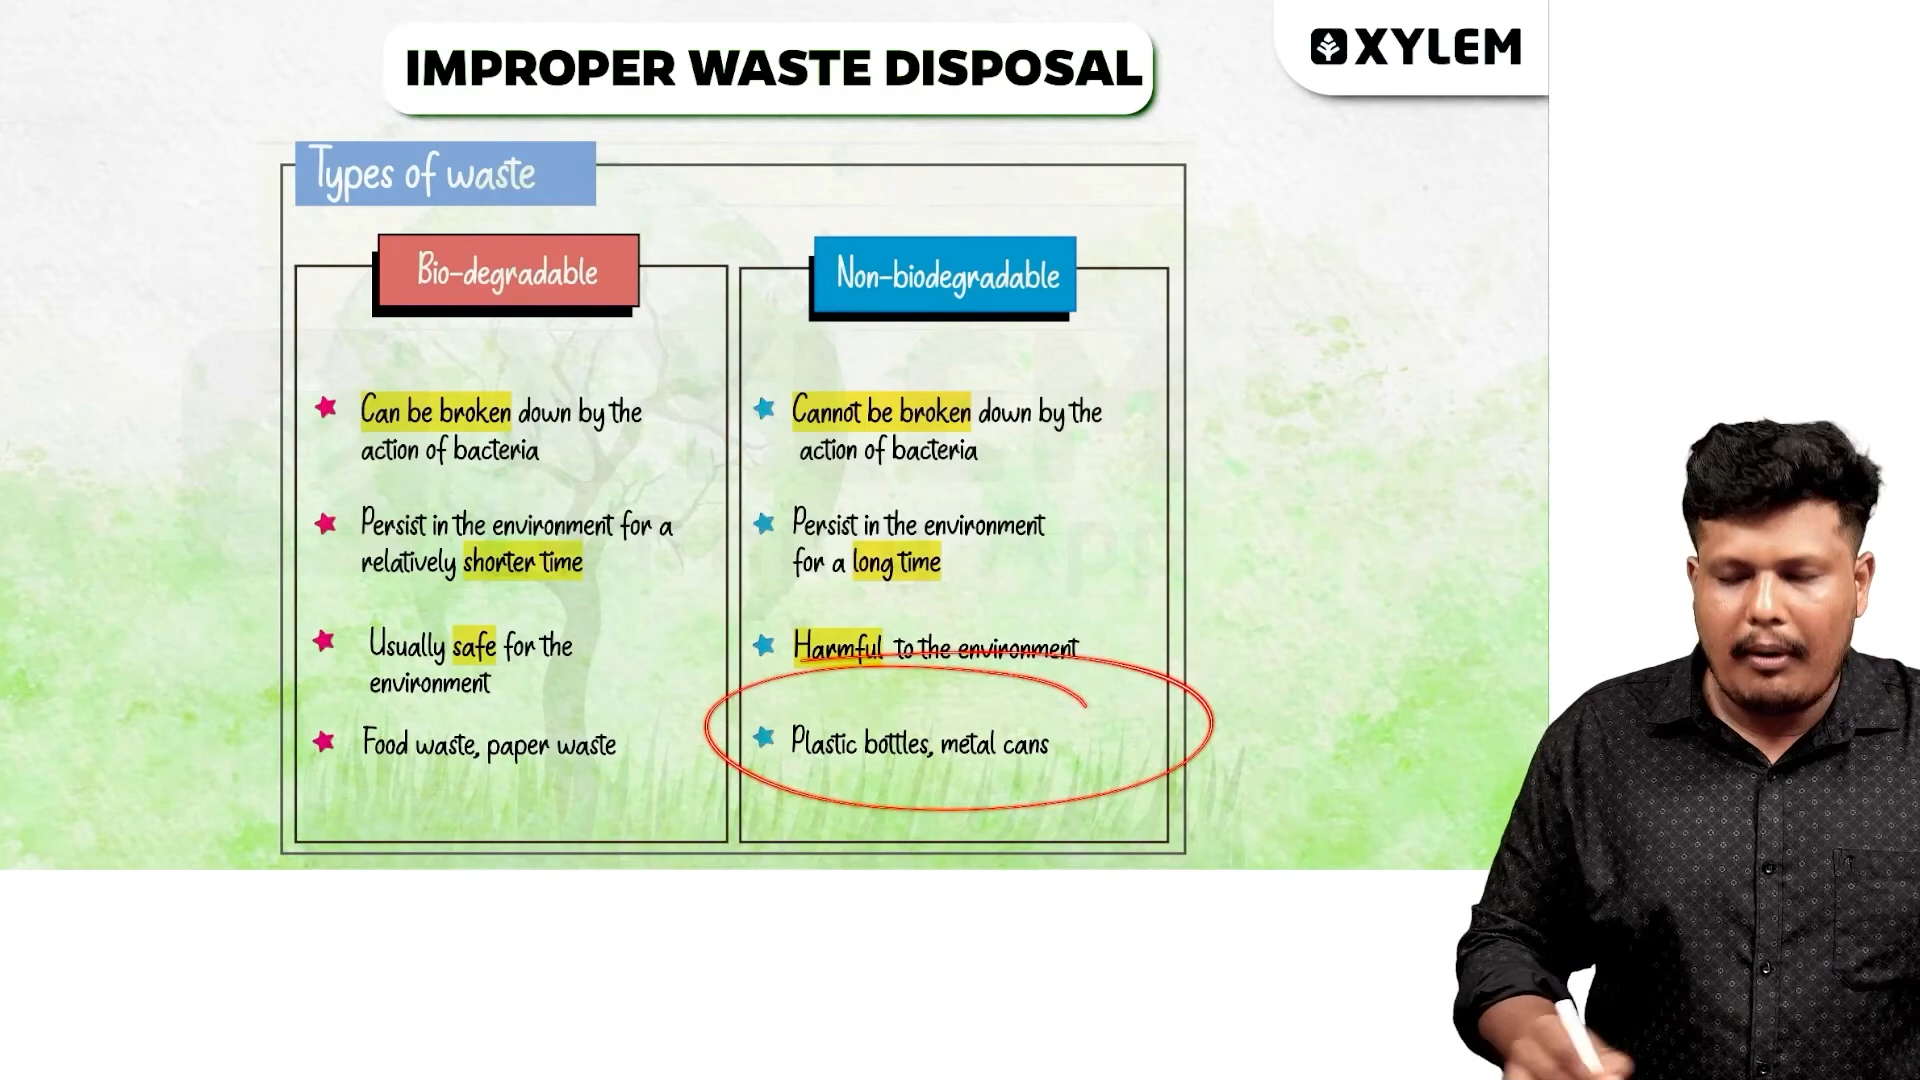 IMPROPER WASTE DISPOSAL
XYLEM
Types of waste
Bio-degradable
Can be broken down by the
action of bacteria
Persist in the environment for a
relatively shorter time
Usually safe for the
environment
Food waste, paper waste
Non-biodegradable
Cannot be broken down by the
action of bacteria
Persist in the environment
for a long time
Harmful to the environment
Plastic bottles, metal cans